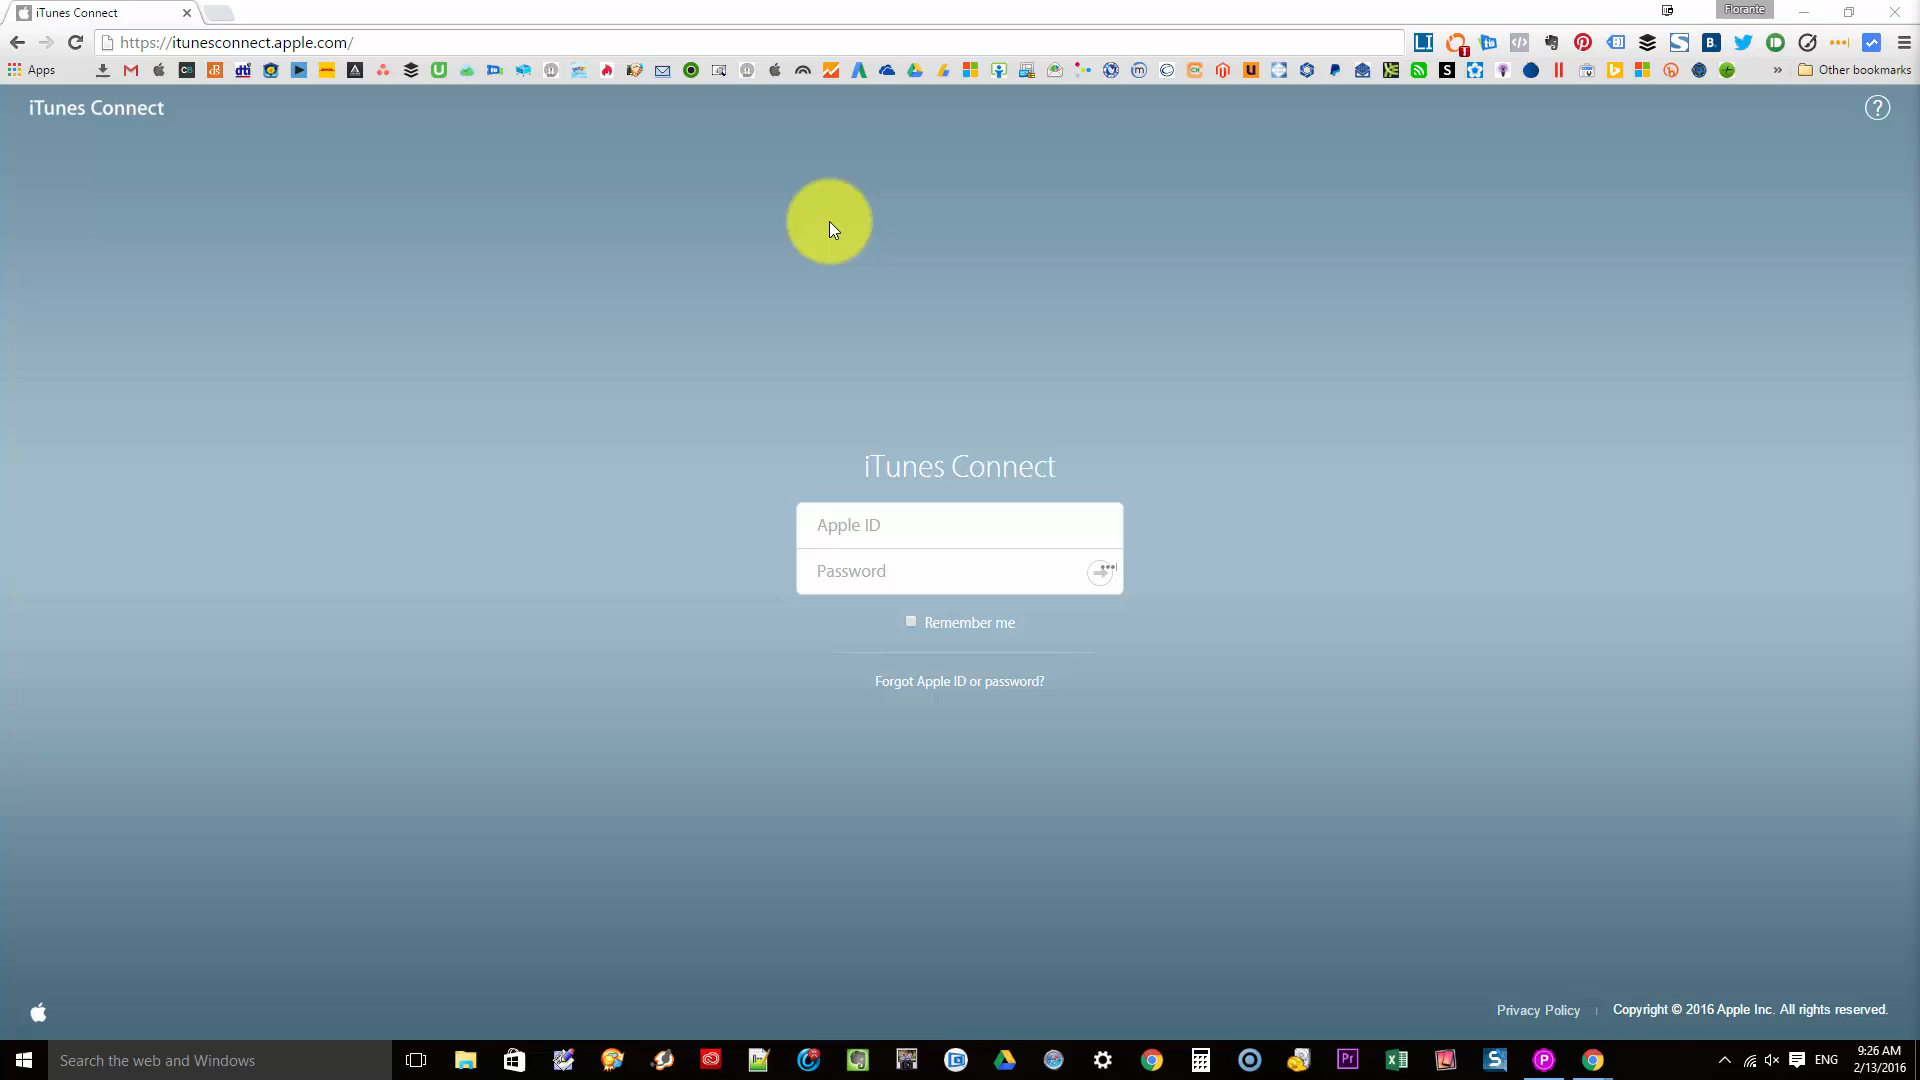 iTunes Connect
Florante
https://itunesconnect.apple.com/
Apps
Other bookmarks
iTunes Connect
iTunes Connect
Apple ID
Password
Remember me
Forgot Apple ID or password?
Privacy Policy
Copyright © 2016 Apple Inc. All rights reserved.
Search the web and Windows
ENG
9:26 AM
2/13/2016